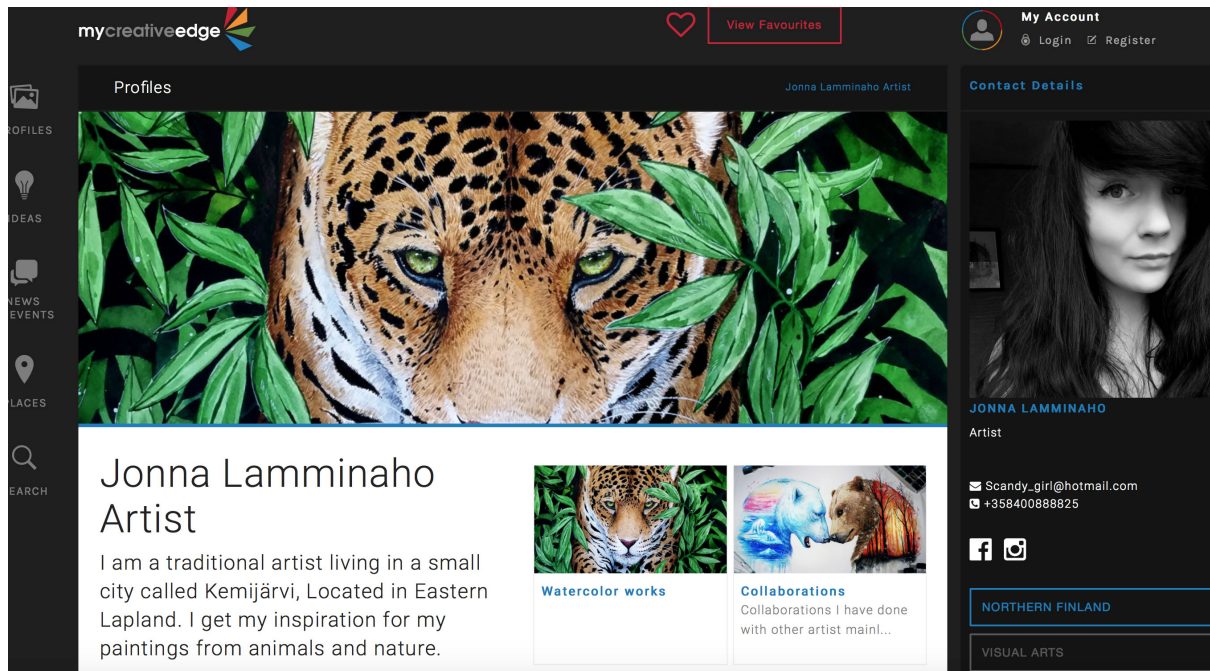 mycreativeedge
View Favourites
My Account
Login Register
ROFILES
IDEAS
NEWS
EVENTS
PLACES
EARCH
Profiles
Jonna Lamminaho Artist
Jonna Lamminaho
Artist
I am a traditional artist living in a small
city called Kemijärvi, Located in Eastern
Lapland. I get my inspiration for my
paintings from animals and nature.
Watercolor works
Collaborations
Collaborations I have done
with other artist mainl...
Contact Details
JONNA LAMMINAHO
Artist
Scandy_girl@hotmail.com
+358400888825
NORTHERN FINLAND
VISUAL ARTS